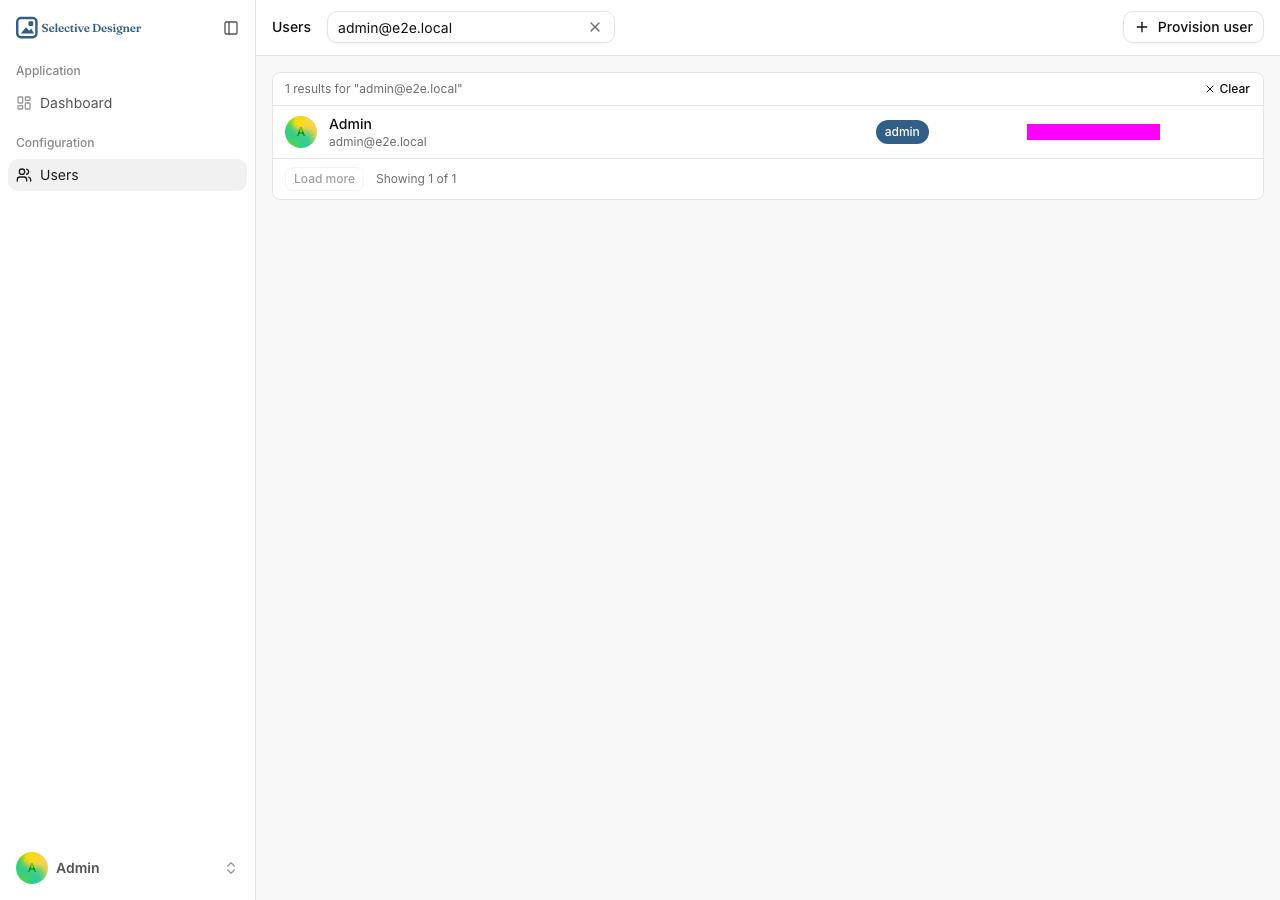 Selective Designer
Application
Dashboard
Configuration
Users
A Admin
Users
admin@e2e.local
Provision user
1 results for "admin@e2e.local"
Clear
A
Admin
admin@e2e.local
admin
Load more
Showing 1 of 1